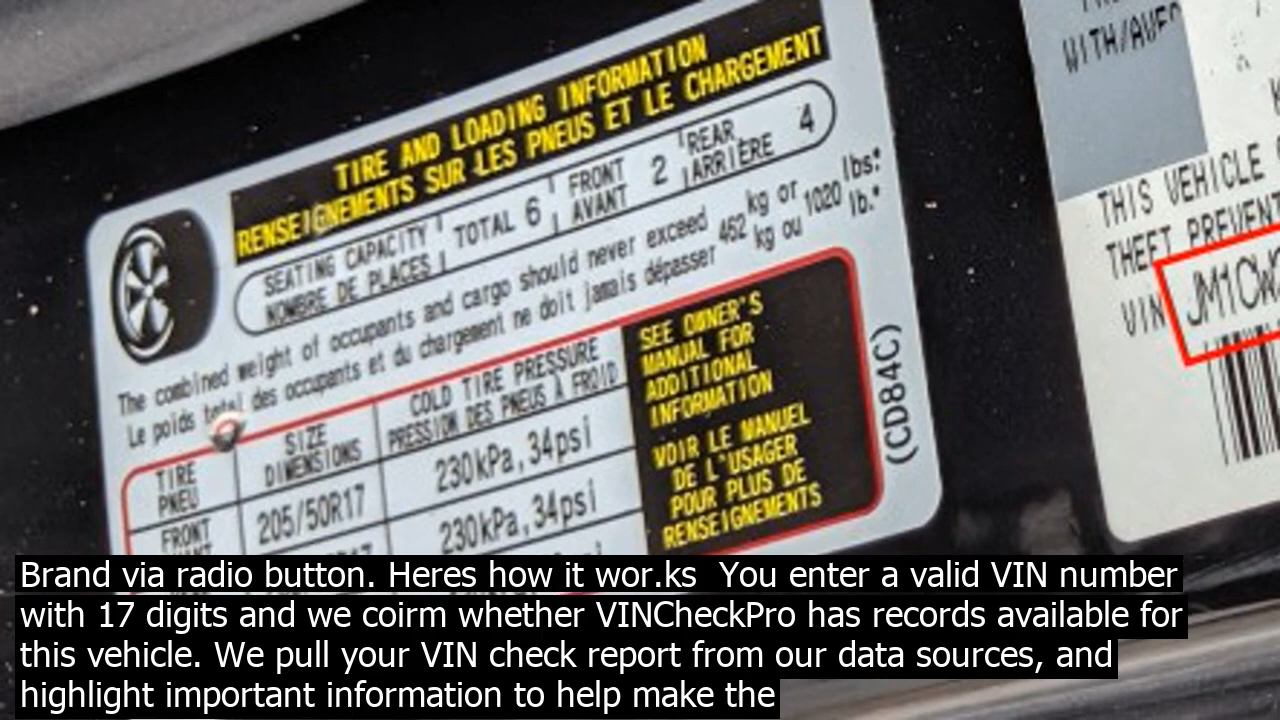 TIRE AND LOADING INFORMATION
RENSEIGNEMENTS SUR LES PNEUS ET LE CHARGEMENT
SEATING CAPACITY TOTAL 6 FRONT 2 REAR 4
NOMBRE DE PLACES AVANT ARRIÈRE
The combined weight of occupants and cargo should never exceed 462 kg or 1020 lbs.*
Le poids total des occupants et du chargement ne doit jamais dépasser kg ou lb.*
TIRE
PNEU
SIZE
DIMENSIONS
COLD TIRE PRESSURE
PRESSION DES PNEUS À FROID
FRONT
205/50R17
230kPa, 34psi
230kPa, 34psi
SEE OWNER'S
MANUAL FOR
ADDITIONAL
INFORMATION
VOIR LE MANUEL
DE L'USAGER
POUR PLUS DE
RENSEIGNEMENTS
(CD84C)
THIS VEHICLE
THEFT PREVENT
VIN JM1CW
Brand via radio button. Heres how it wor.ks You enter a valid VIN number
with 17 digits and we coirm whether VINCheckPro has records available for
this vehicle. We pull your VIN check report from our data sources, and
highlight important information to help make the